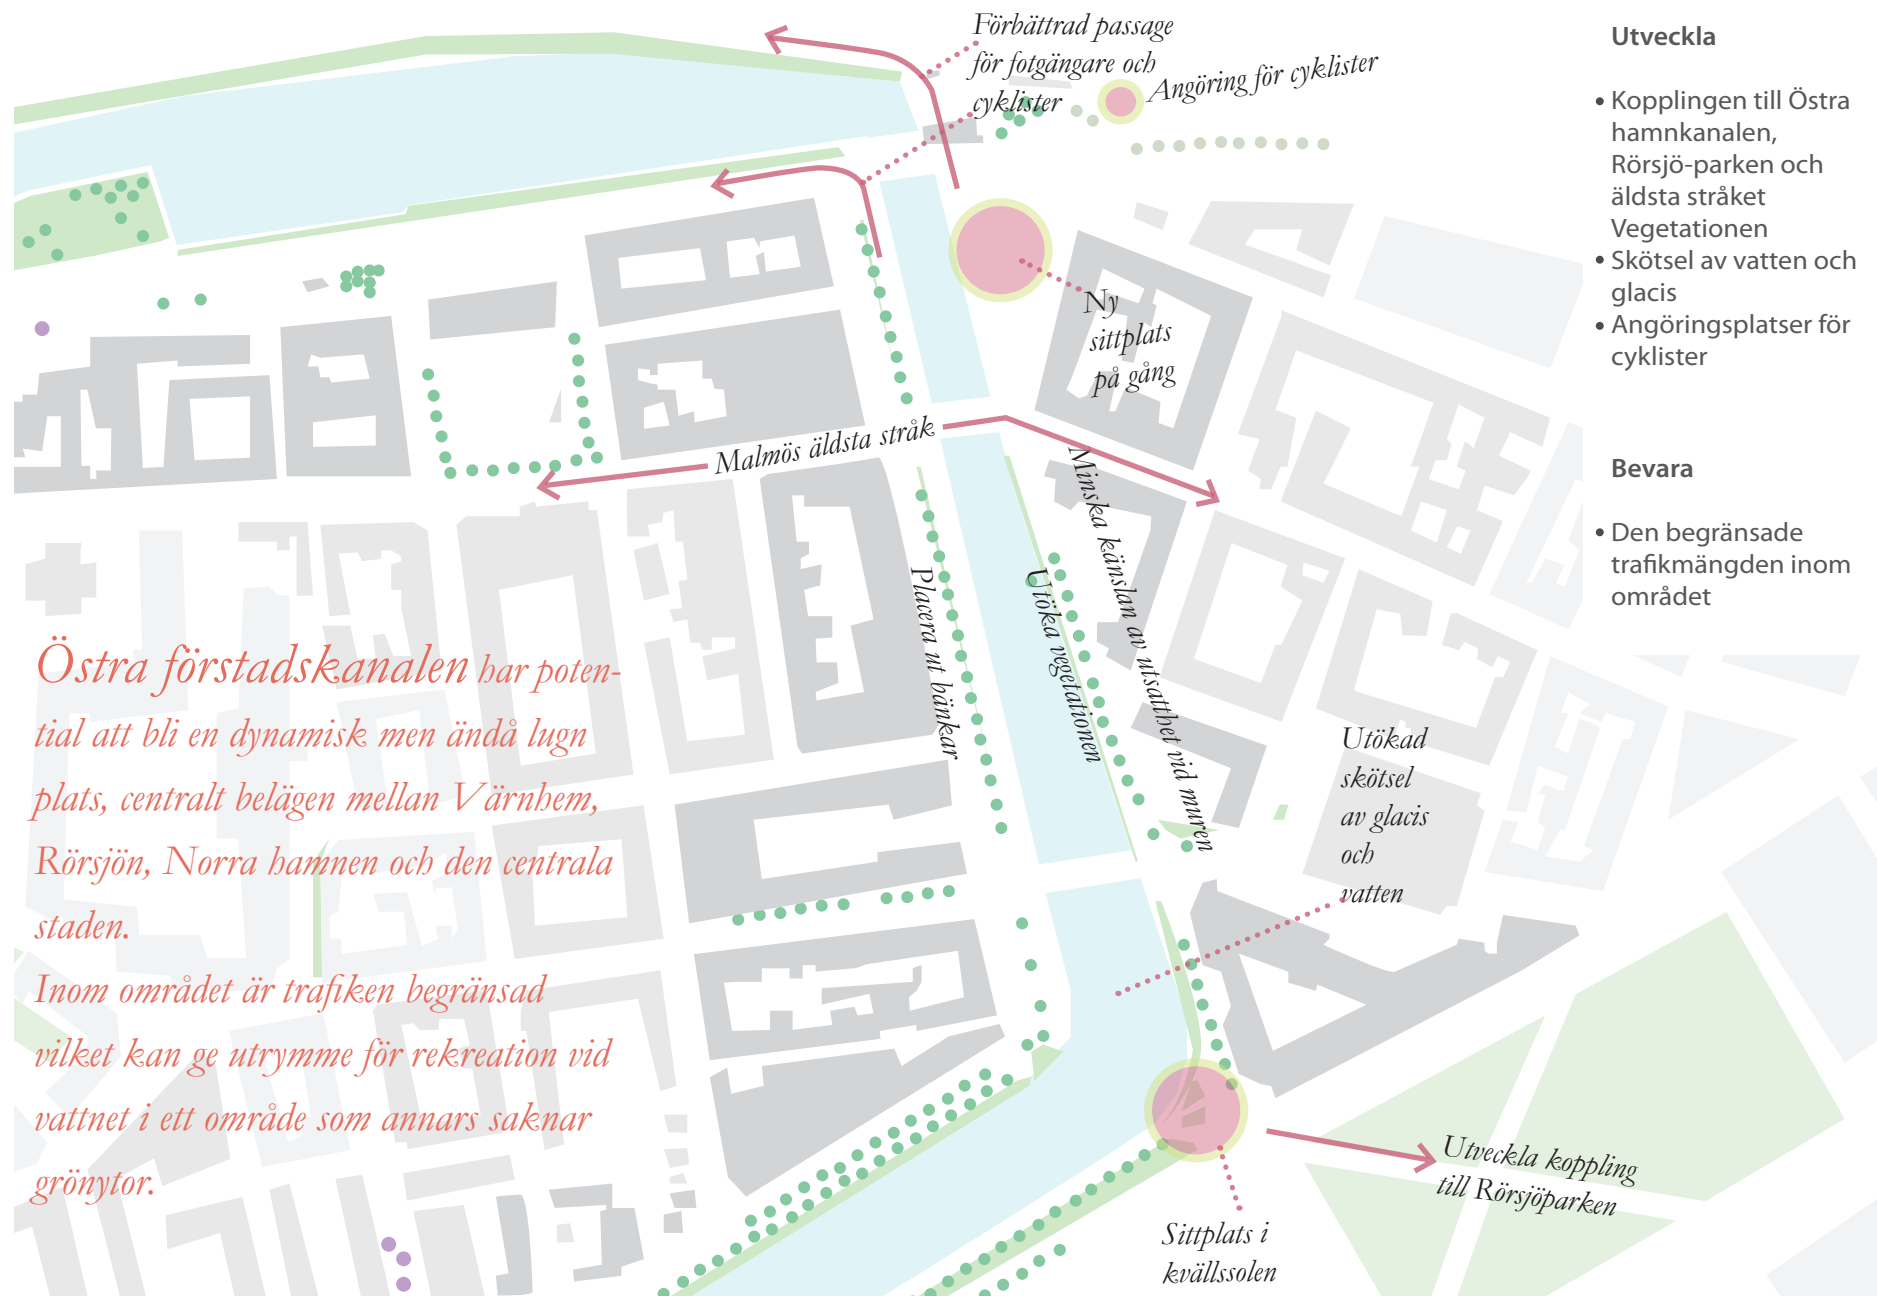 Förbättrad passage
för fotgängare och
cyklister
Angöring för cyklister
Ny
sittplats
på gång
Malmös äldsta stråk
Minska känslan av utsatthet vid muren
Placera ut bänkar
Utöka vegetationen
Utökad
skötsel
av glacis
och
vatten
Utveckla koppling
till Rörsjöparken
Sittplats i
kvällssolen
Östra förstadskanalen har poten-
tial att bli en dynamisk men ändå lugn
plats, centralt belägen mellan Värnhem,
Rörsjön, Norra hamnen och den centrala
staden.
Inom området är trafiken begränsad
vilket kan ge utrymme för rekreation vid
vattnet i ett område som annars saknar
grönytor.
Utveckla
• Kopplingen till Östra
hamnkanalen,
Rörsjö-parken och
äldsta stråket
Vegetationen
• Skötsel av vatten och
glacis
• Angöringsplatser för
cyklister
Bevara
• Den begränsade
trafikmängden inom
området